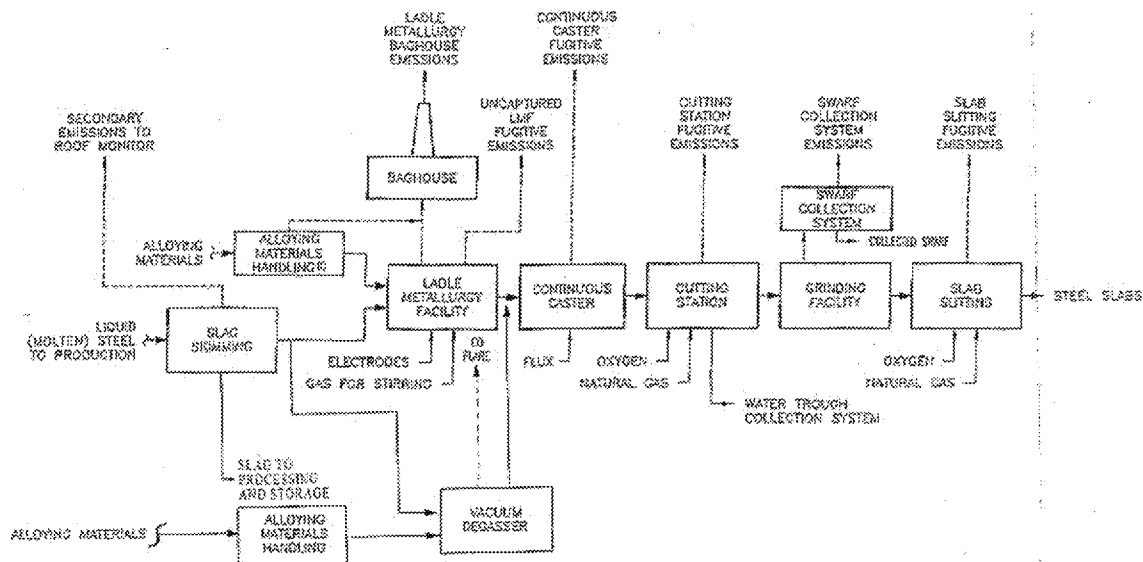 LADLE
METALLURGY
BAGHOUSE
EMISSIONS
CONTINUOUS
CASTER
FUGITIVE
EMISSIONS
SECONDARY
EMISSIONS TO
ROOF MONITOR
UNCAPTURED
LMF
FUGITIVE
EMISSIONS
CUTTING
STATION
FUGITIVE
EMISSIONS
SWARF
COLLECTION
SYSTEM
EMISSIONS
SLAB
SLITTING
FUGITIVE
EMISSIONS
BAGHOUSE
SWARF
COLLECTION
SYSTEM
COLLECTED SWARF
ALLOYING
MATERIALS
ALLOYING
MATERIALS
HANDLING
LADLE
METALLURGY
FACILITY
CONTINUOUS
CASTER
CUTTING
STATION
GRINDING
FACILITY
SLAB
SLITTING
STEEL SLABS
LIQUID
(MOLTEN) STEEL
TO PRODUCTION
SLAG
SKIMMING
ELECTRODES
GAS FOR STIRRING
CO
FLARE
FLUX
OXYGEN
NATURAL GAS
WATER TROUGH
COLLECTION SYSTEM
OXYGEN
NATURAL GAS
SLAG TO
PROCESSING
AND STORAGE
ALLOYING MATERIALS
ALLOYING
MATERIALS
HANDLING
VACUUM
DEGASSER